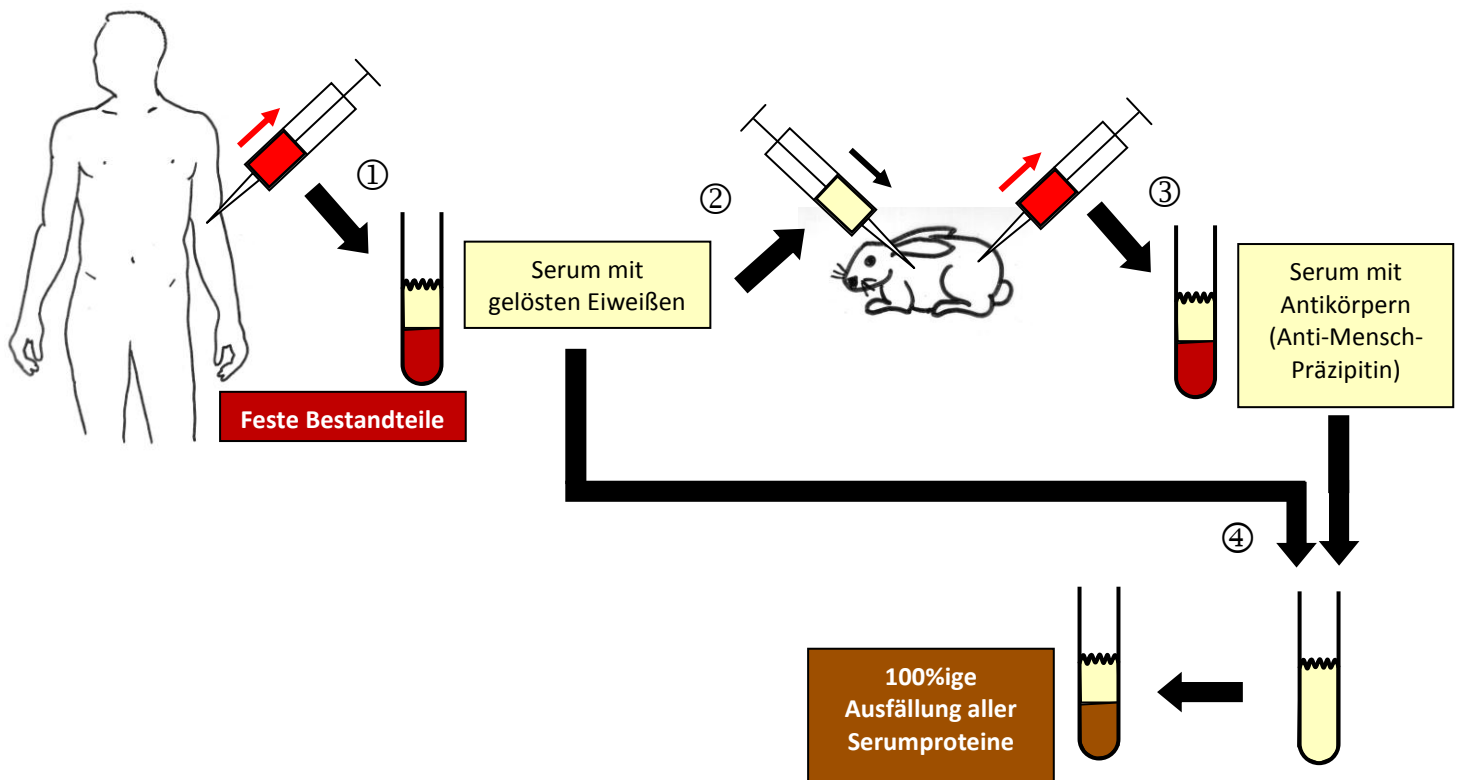 ①
Serum mit
gelösten Eiweißen
Feste Bestandteile
②
③
Serum mit
Antikörpern
(Anti-Mensch-
Präzipitin)
④
100%ige
Ausfällung aller
Serumproteine